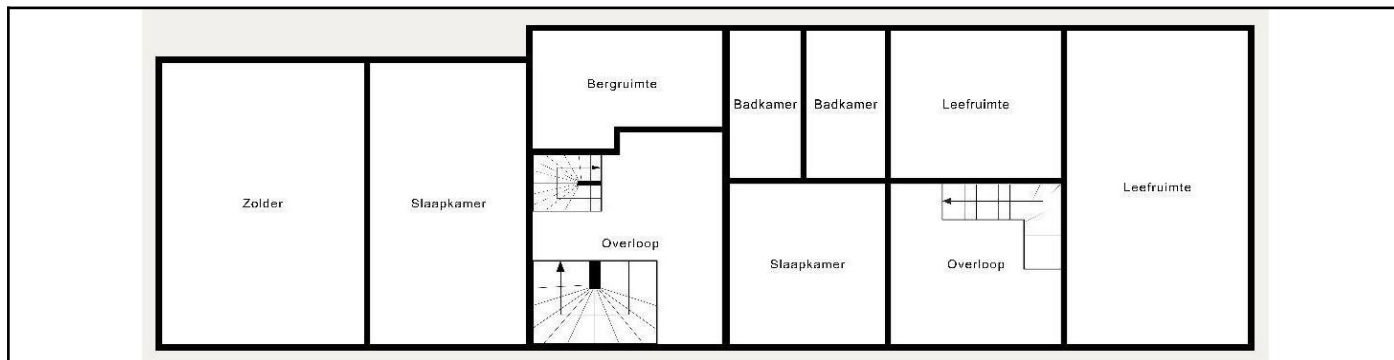 Bergruimte
Badkamer
Badkamer
Leefruimte
Leefruimte
Zolder
Slaapkamer
Overloop
Slaapkamer
Overloop